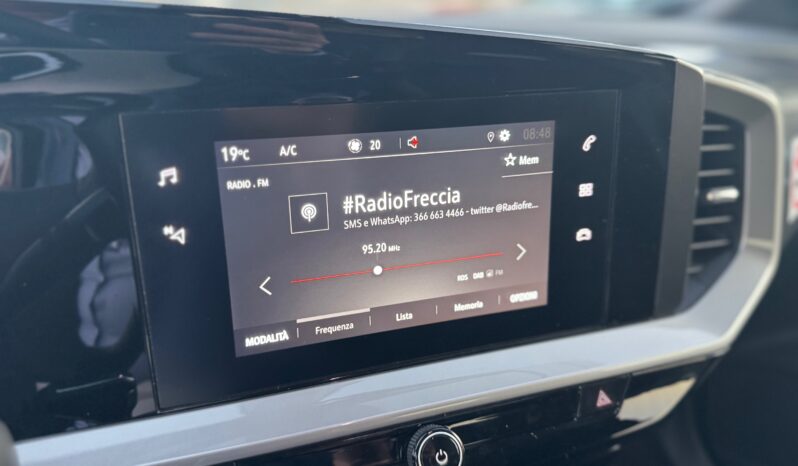 19°C A/C 20 08:48
Mem
RADIO . FM
#RadioFreccia
SMS e WhatsApp: 366 663 4466 - twitter @Radiofre...
95.20 MHz
RDS DAB FM
MODALITÀ Frequenza Lista Memoria OPZIONI